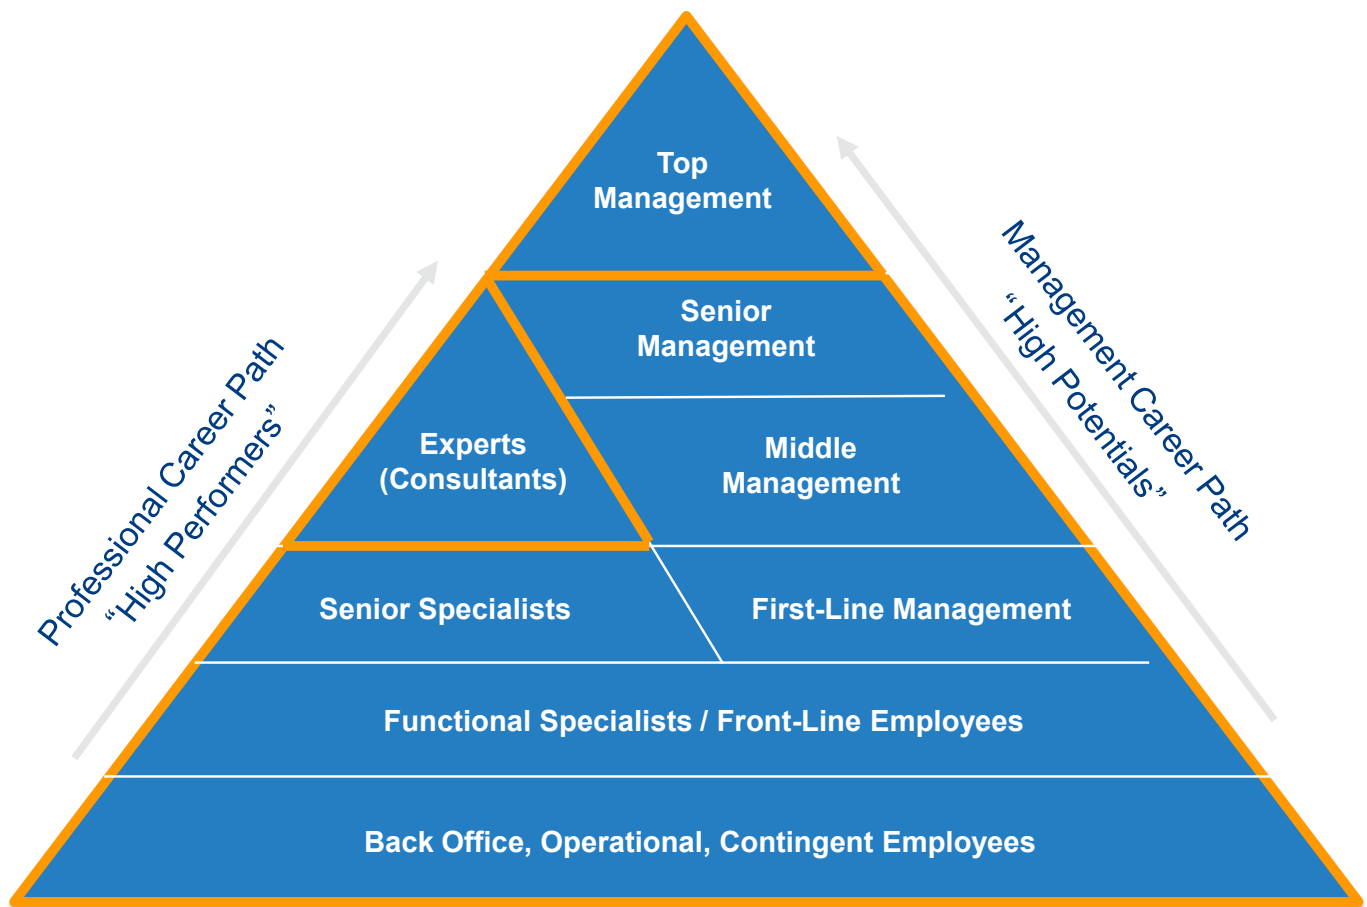 Top
Management
Senior
Management
Experts
(Consultants)
Middle
Management
Senior Specialists
First-Line Management
Functional Specialists / Front-Line Employees
Back Office, Operational, Contingent Employees
Professional Career Path
“High Performers”
Management Career Path
“High Potentials”